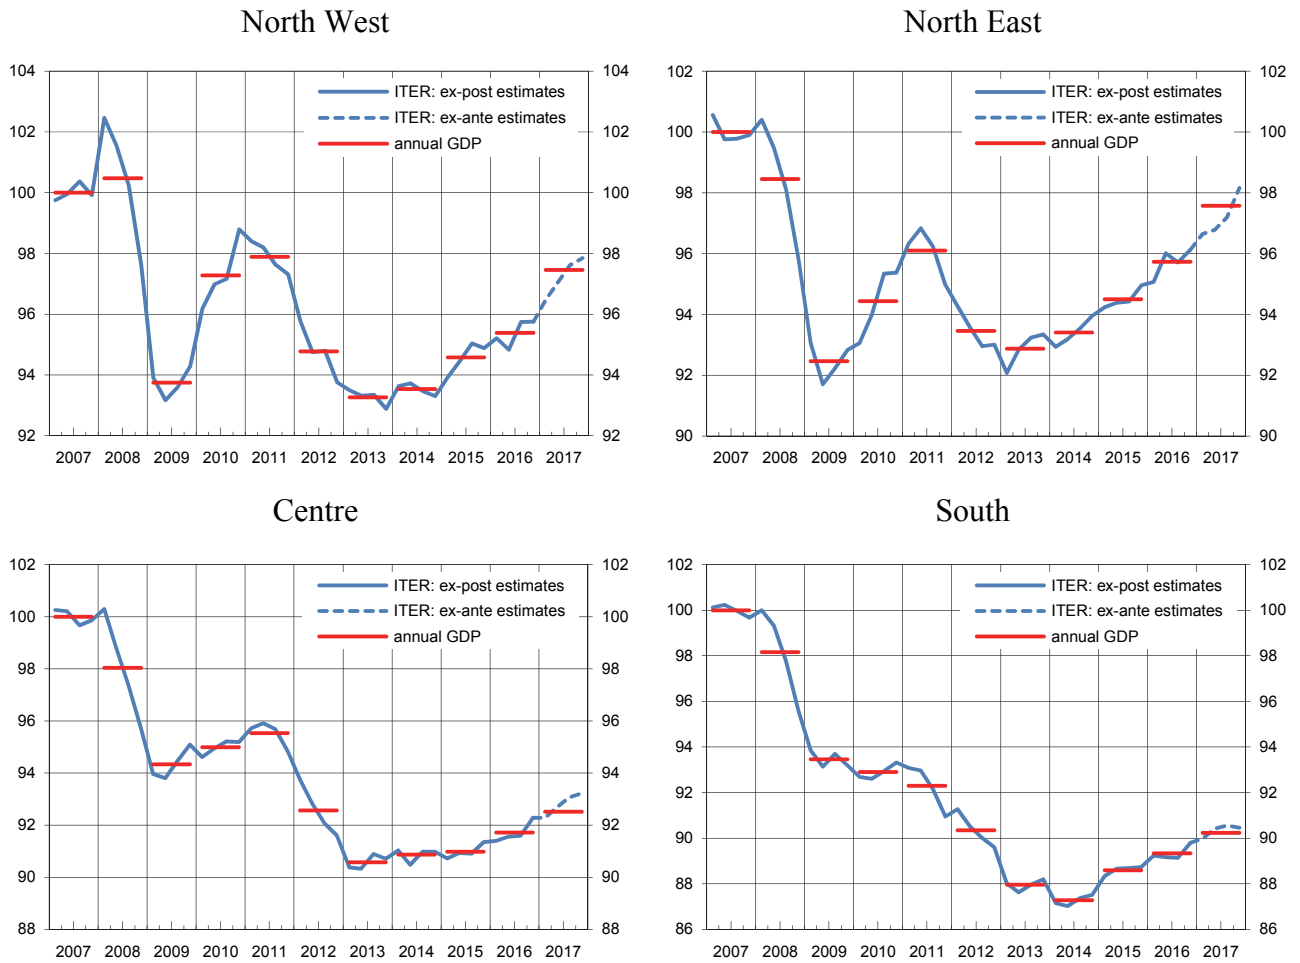 North West
104 104
ITER: ex-post estimates
ITER: ex-ante estimates
annual GDP
102 102
100 100
98 98
96 96
94 94
92 92
2007 2008 2009 2010 2011 2012 2013 2014 2015 2016 2017
North East
102 102
ITER: ex-post estimates
ITER: ex-ante estimates
annual GDP
100 100
98 98
96 96
94 94
92 92
90 90
2007 2008 2009 2010 2011 2012 2013 2014 2015 2016 2017
Centre
102 102
ITER: ex-post estimates
ITER: ex-ante estimates
annual GDP
100 100
98 98
96 96
94 94
92 92
90 90
88 88
2007 2008 2009 2010 2011 2012 2013 2014 2015 2016 2017
South
102 102
ITER: ex-post estimates
ITER: ex-ante estimates
annual GDP
100 100
98 98
96 96
94 94
92 92
90 90
88 88
86 86
2007 2008 2009 2010 2011 2012 2013 2014 2015 2016 2017